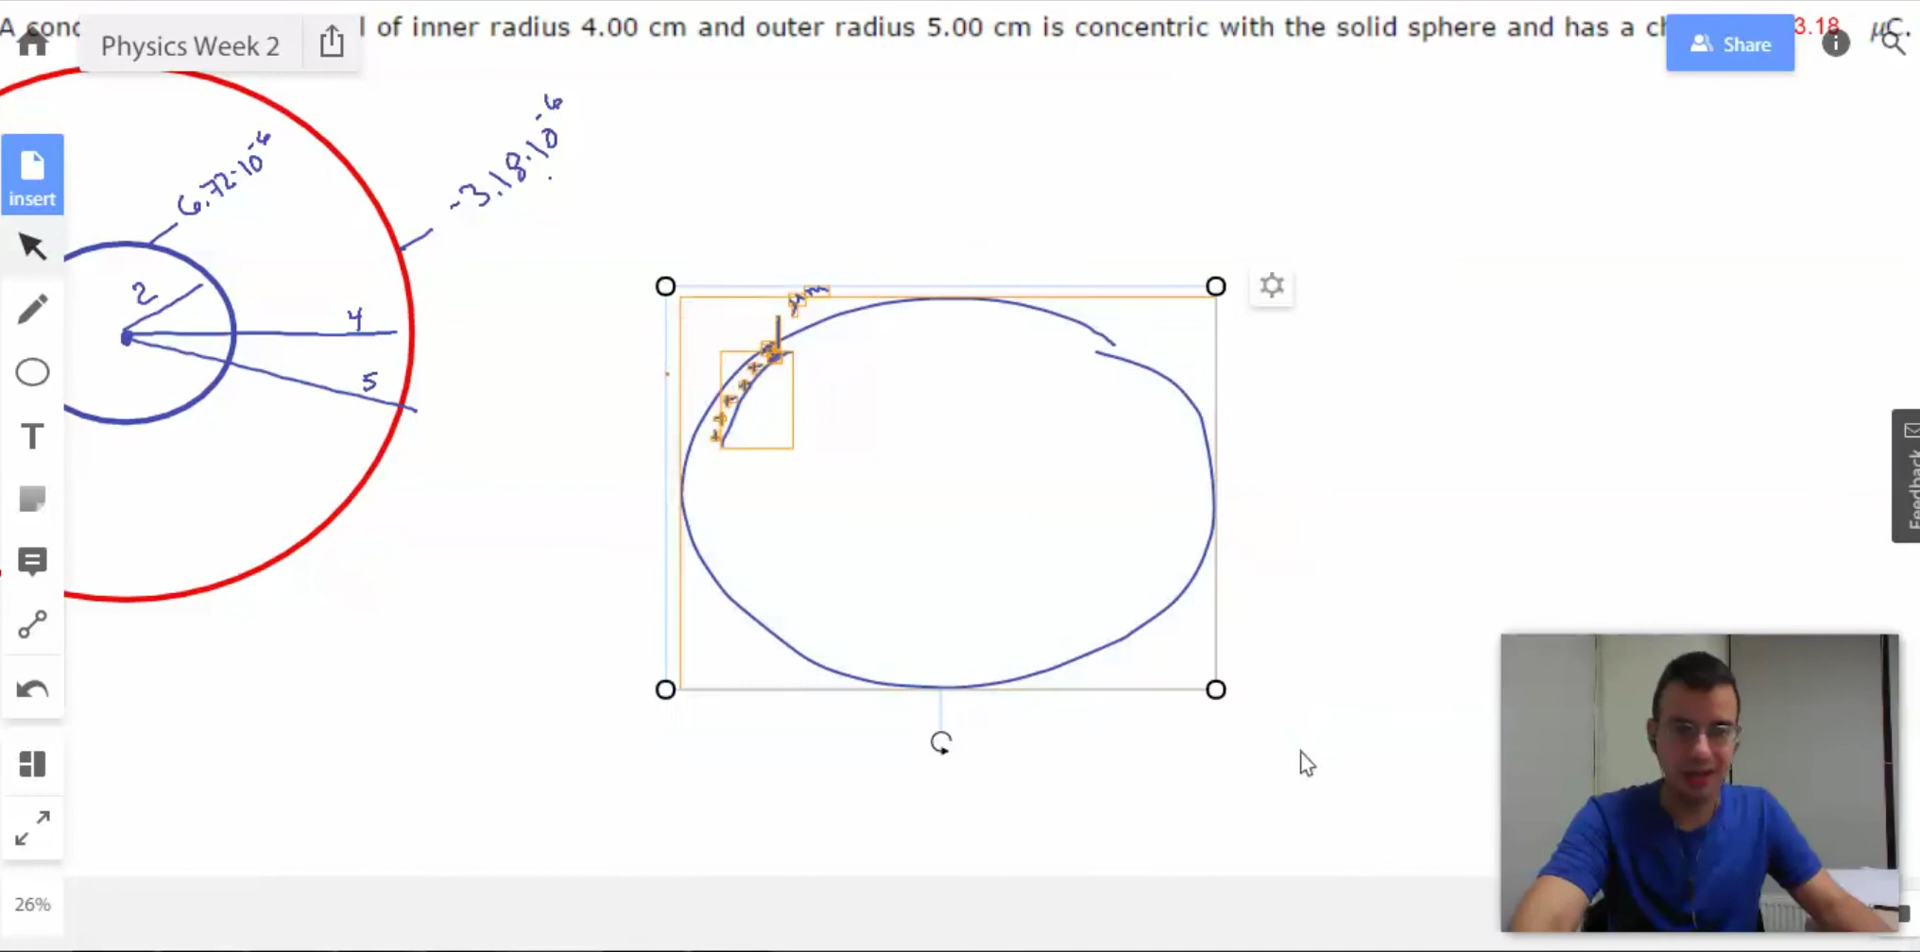 A conc
l of inner radius 4.00 cm and outer radius 5.00 cm is concentric with the solid sphere and has a ch
3.18 μC.
Physics Week 2
Share
insert
6.72·10⁻⁶
-3.18·10⁻⁶
2
4
5
μm
T
Feedback
26%